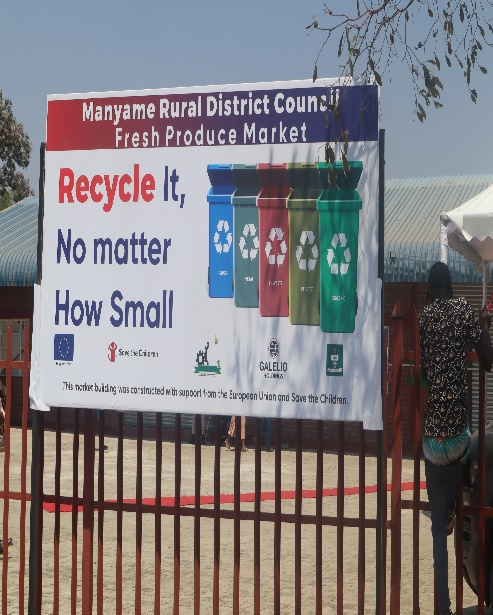 Manyame Rural District Council
Fresh Produce Market
Recycle It,
No matter
How Small
Save the Children
GALELIO
HOLDINGS
This market building was constructed with support from the European Union and Save the Children.